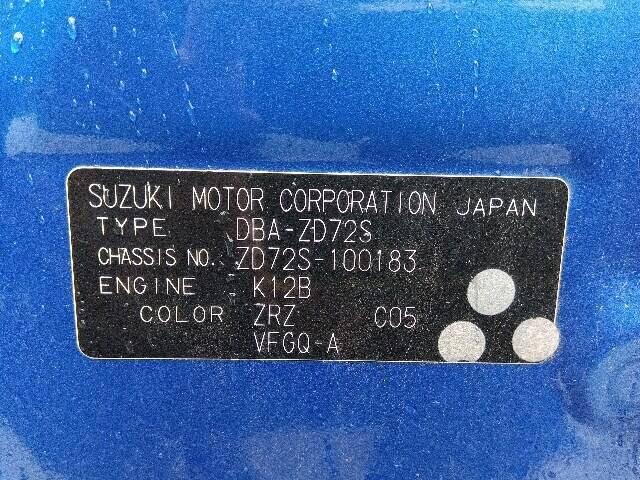 SUZUKI MOTOR CORPORATION JAPAN
TYPE DBA-ZD72S
CHASSIS NO. ZD72S-100183
ENGINE K12B
COLOR ZRZ C05
VFGQ-A